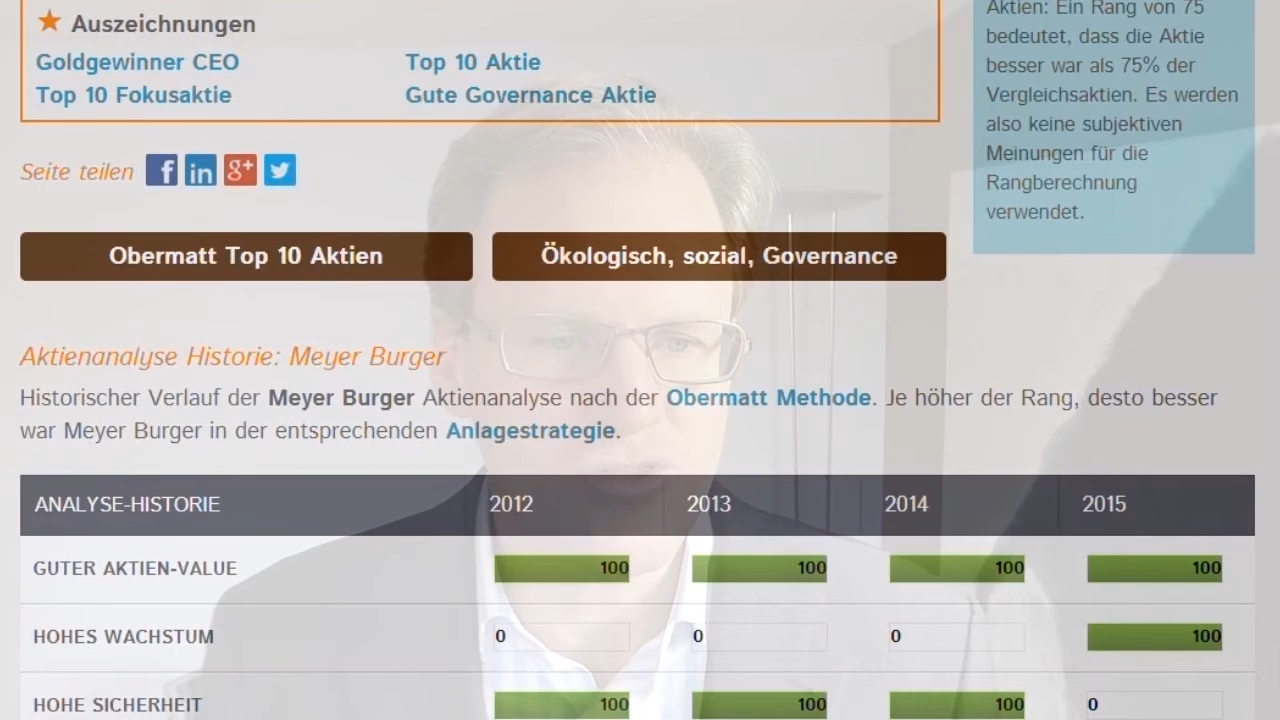 Auszeichnungen
Goldgewinner CEO
Top 10 Aktie
Top 10 Fokusaktie
Gute Governance Aktie
Aktien: Ein Rang von 75
bedeutet, dass die Aktie
besser war als 75% der
Vergleichsaktien. Es werden
also keine subjektiven
Meinungen für die
Rangberechnung
verwendet.
Seite teilen
f
in
g+
Obermatt Top 10 Aktien
Ökologisch, sozial, Governance
Aktienanalyse Historie: Meyer Burger
Historischer Verlauf der Meyer Burger Aktienanalyse nach der Obermatt Methode. Je höher der Rang, desto besser
war Meyer Burger in der entsprechenden Anlagestrategie.
ANALYSE-HISTORIE 2012 2013 2014 2015
GUTER AKTIEN-VALUE 100 100 100 100
HOHES WACHSTUM 0 0 0 100
HOHE SICHERHEIT 100 100 100 0